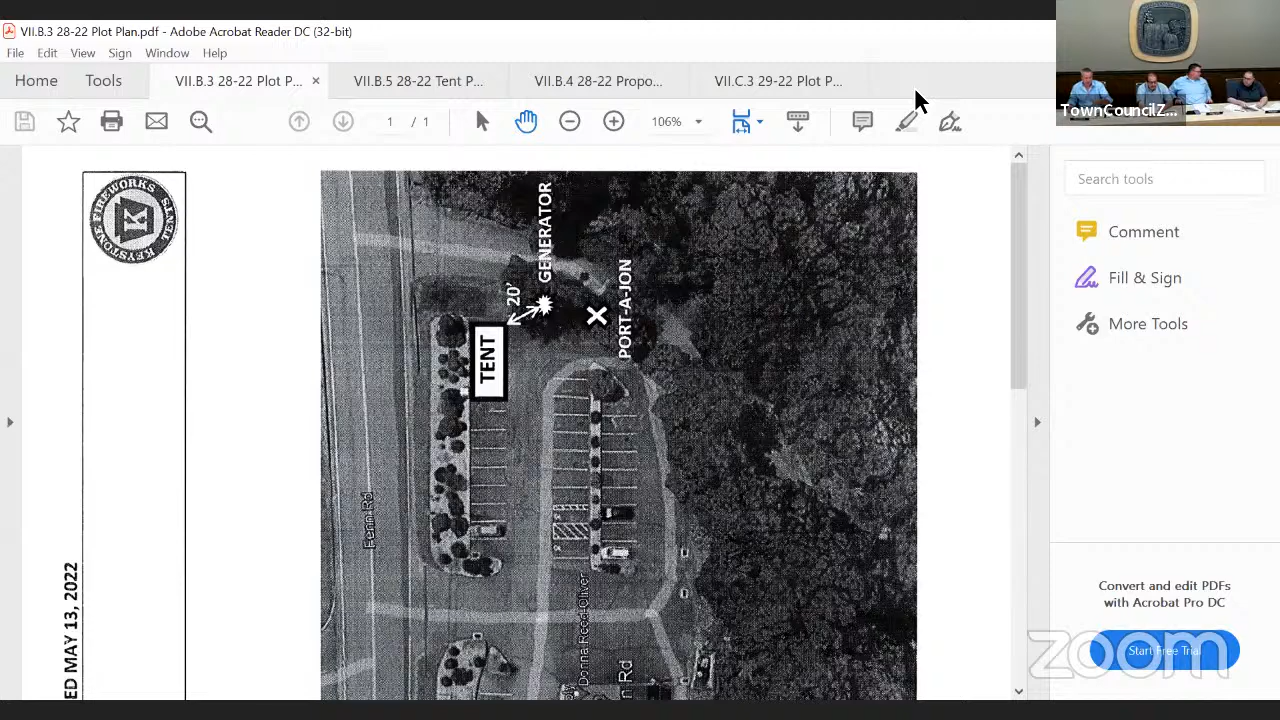 VII.B.3 28-22 Plot Plan.pdf - Adobe Acrobat Reader DC (32-bit)
File Edit View Sign Window Help
Home Tools VII.B.3 28-22 Plot P... × VII.B.5 28-22 Tent P... VII.B.4 28-22 Propo... VII.C.3 29-22 Plot P...
1 / 1 106%
TownCouncilZ...
Search tools
Comment
Fill & Sign
More Tools
Convert and edit PDFs
with Acrobat Pro DC
Start Free Trial
zoom
KEYSTONE FIREWORKS TENTS
K
ED MAY 13, 2022
GENERATOR
20'
PORT-A-JON
TENT
Fenn Rd
Donna Reed-Oliver
n Rd